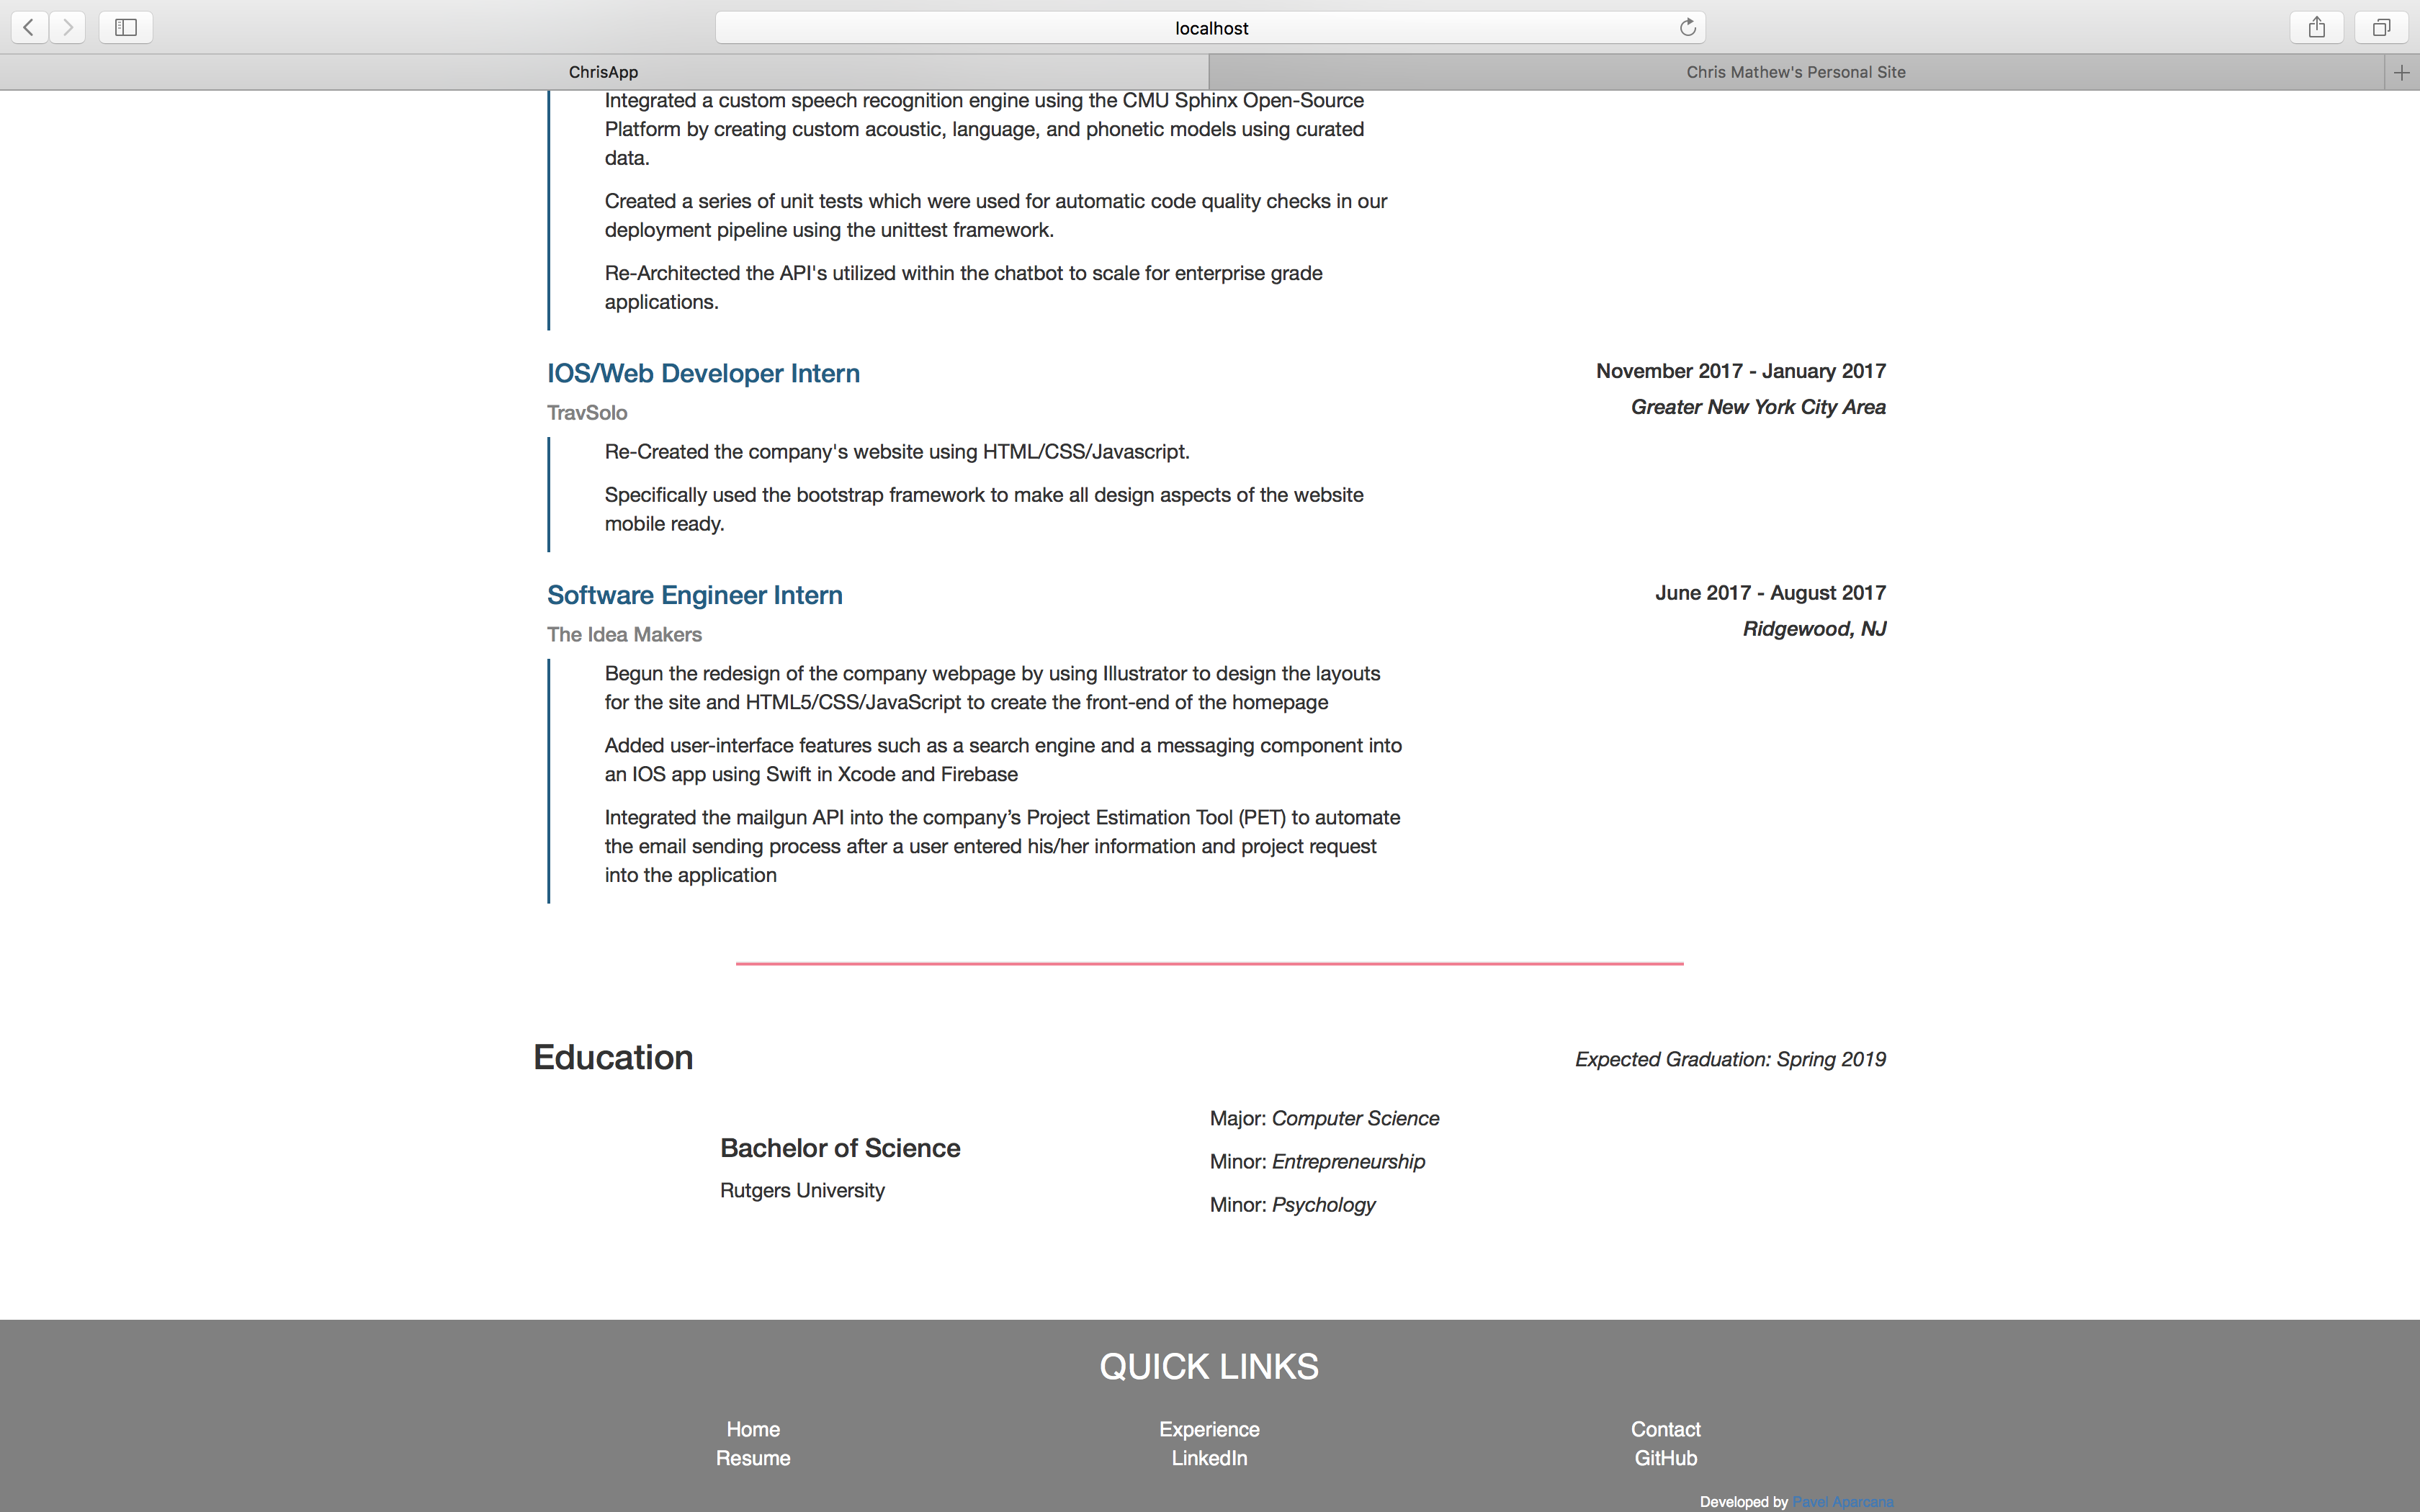 localhost
ChrisApp
Chris Mathew's Personal Site
Integrated a custom speech recognition engine using the CMU Sphinx Open-Source
Platform by creating custom acoustic, language, and phonetic models using curated
data.
Created a series of unit tests which were used for automatic code quality checks in our
deployment pipeline using the unittest framework.
Re-Architected the API's utilized within the chatbot to scale for enterprise grade
applications.
IOS/Web Developer Intern
November 2017 - January 2017
TravSolo
Greater New York City Area
Re-Created the company's website using HTML/CSS/Javascript.
Specifically used the bootstrap framework to make all design aspects of the website
mobile ready.
Software Engineer Intern
June 2017 - August 2017
The Idea Makers
Ridgewood, NJ
Begun the redesign of the company webpage by using Illustrator to design the layouts
for the site and HTML5/CSS/JavaScript to create the front-end of the homepage
Added user-interface features such as a search engine and a messaging component into
an IOS app using Swift in Xcode and Firebase
Integrated the mailgun API into the company’s Project Estimation Tool (PET) to automate
the email sending process after a user entered his/her information and project request
into the application
Education
Expected Graduation: Spring 2019
Bachelor of Science
Rutgers University
Major: Computer Science
Minor: Entrepreneurship
Minor: Psychology
QUICK LINKS
Home
Resume
Experience
LinkedIn
Contact
GitHub
Developed by Pavel Aparcana